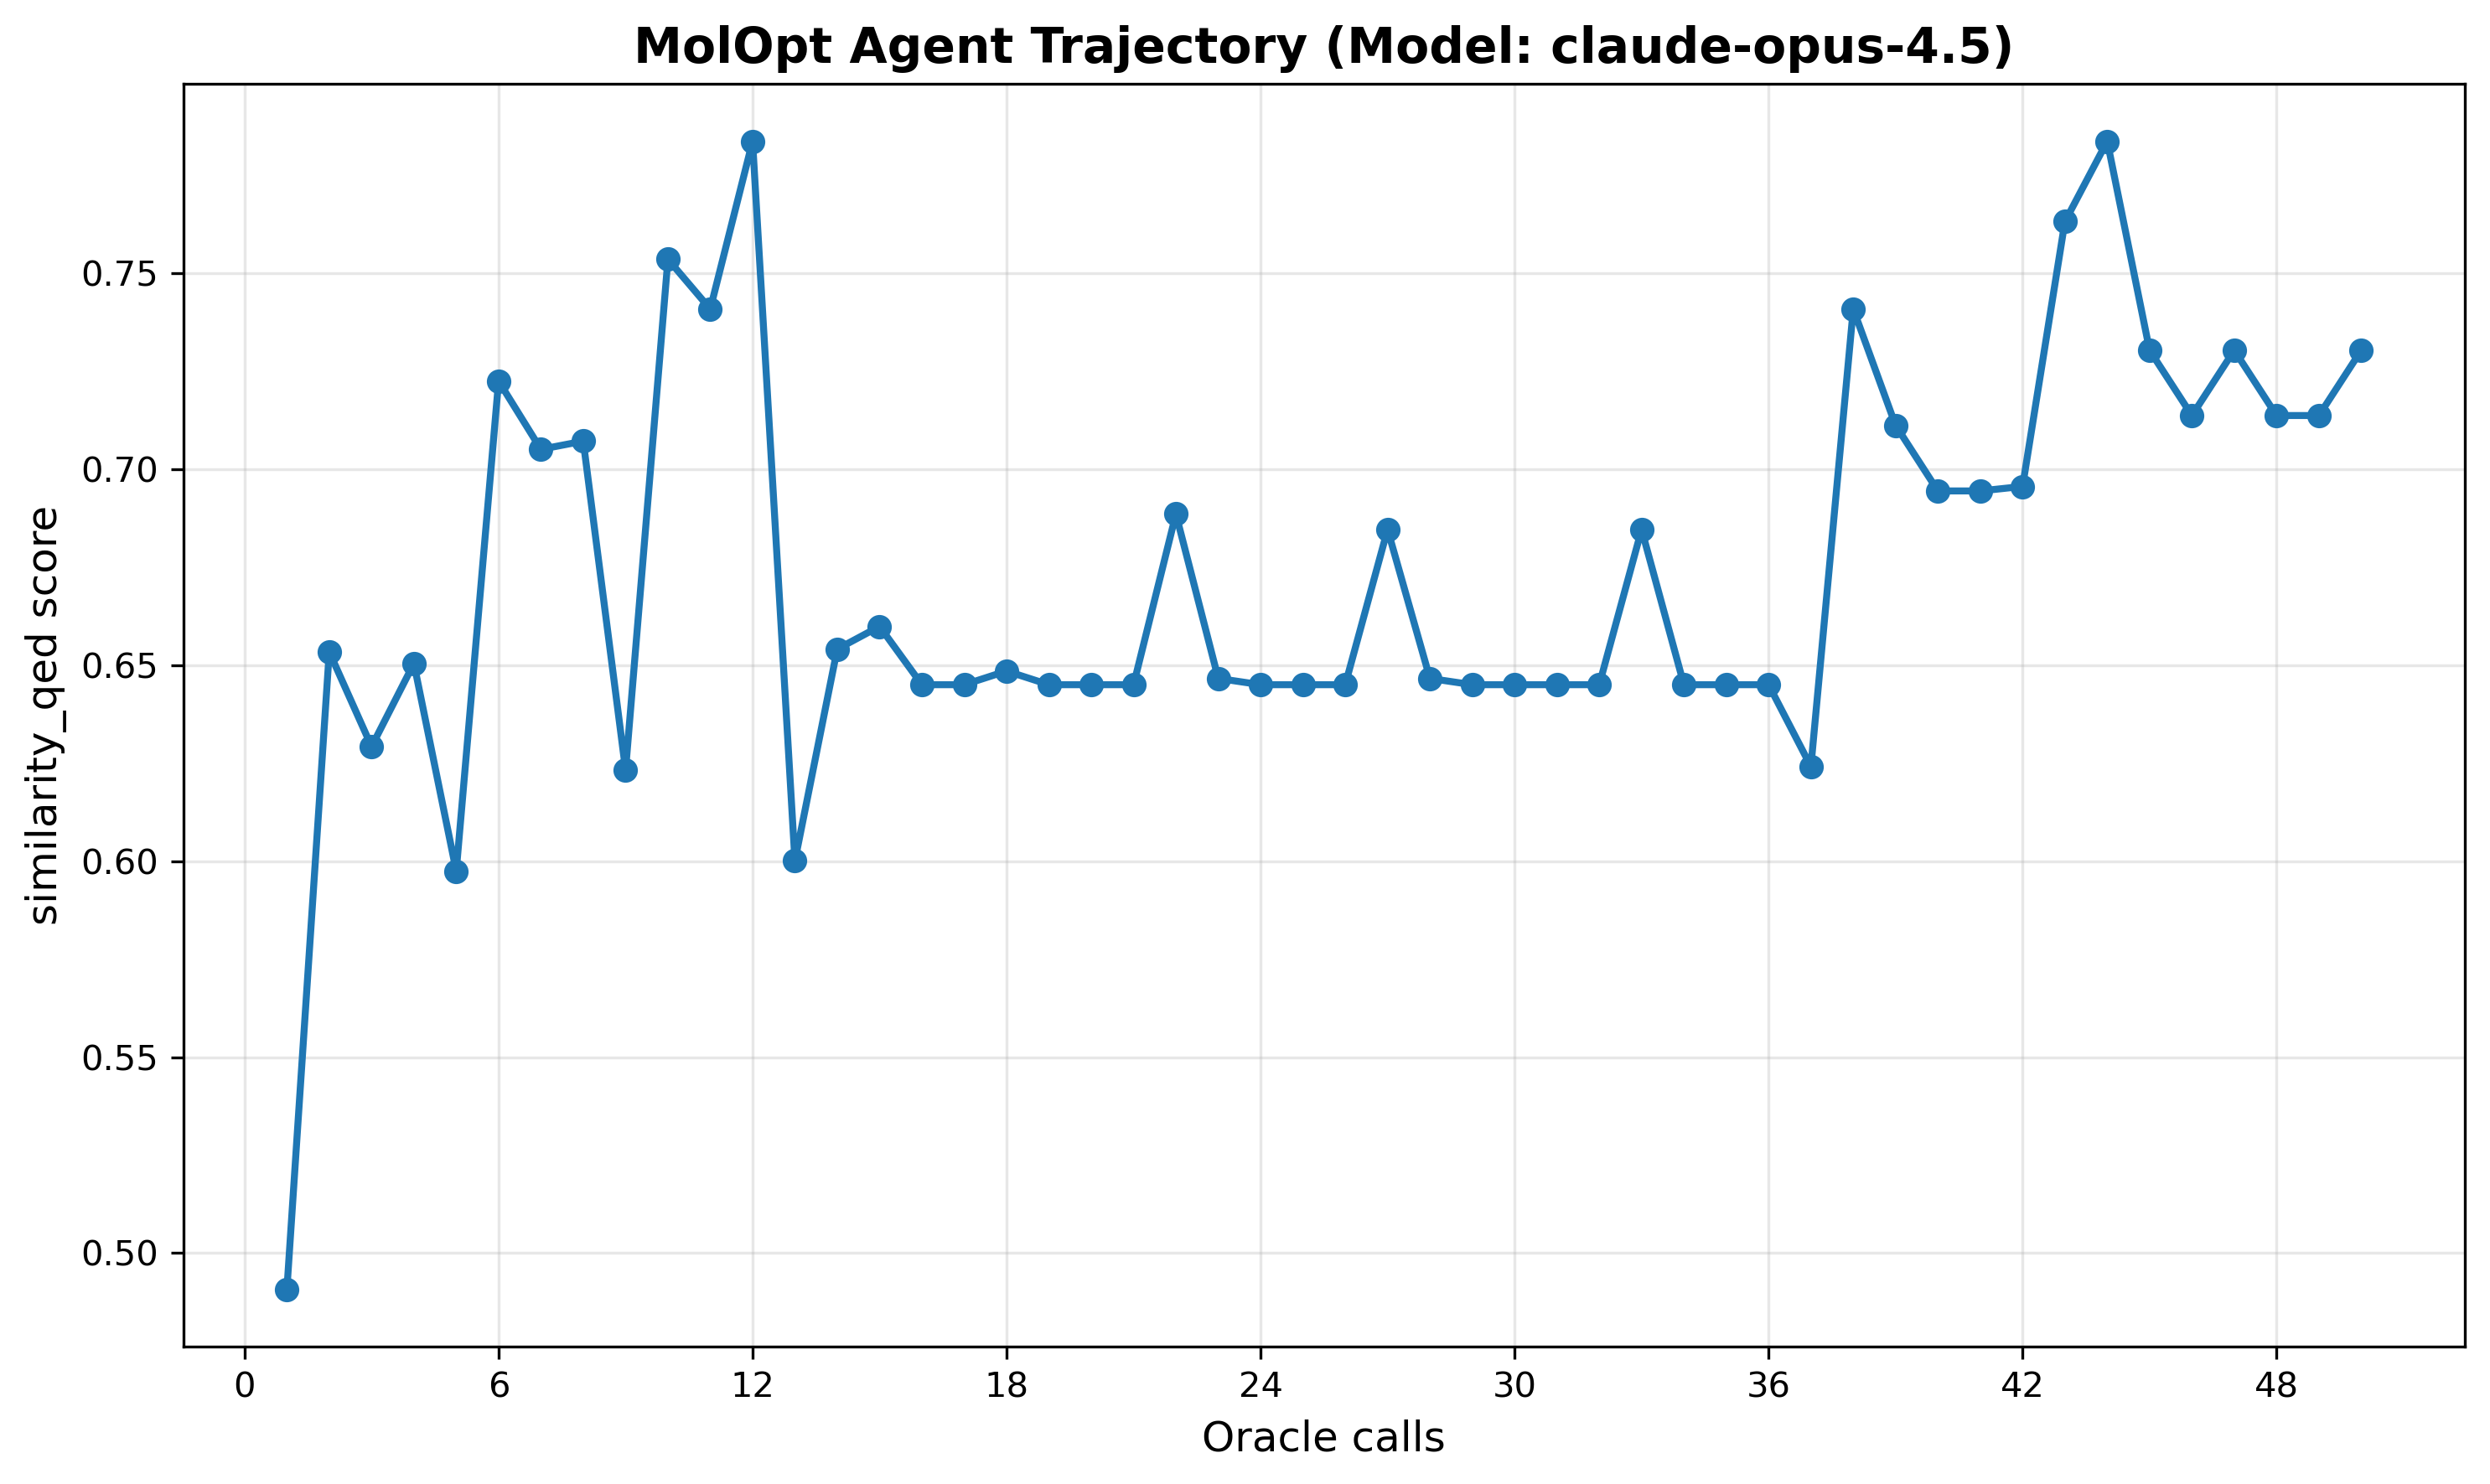 MolOpt Agent Trajectory (Model: claude-opus-4.5)
similarity_qed score
0.75
0.70
0.65
0.60
0.55
0.50
0 6 12 18 24 30 36 42 48
Oracle calls